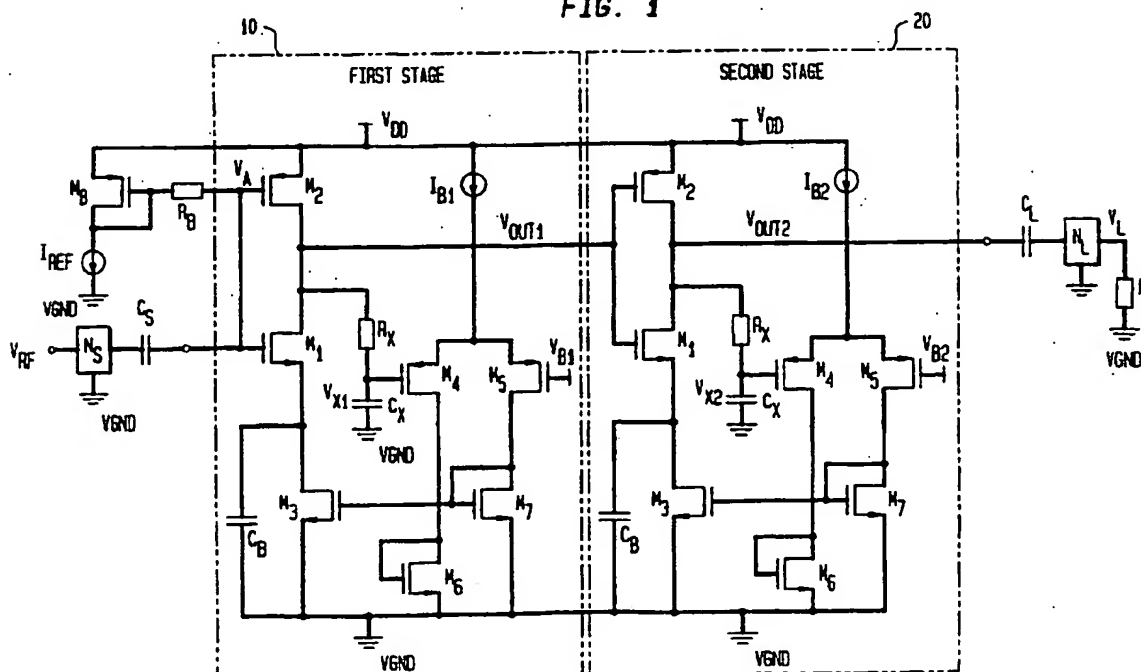 FIG. 1
10
20
FIRST STAGE
SECOND STAGE
VDD
VDD
MB
RB
VA
M2
IB1
M2
IB2
VOUT1
VOUT2
CL
NL
VL
IREF
VGND
VGND
VGND
VRF
NS
CS
VGND
M1
RX
M4
M5
VB1
VX1
CX
VGND
M1
RX
M4
M5
VB2
VX2
CX
VGND
CB
M3
M7
M6
CB
M3
M7
M6
VGND
VGND